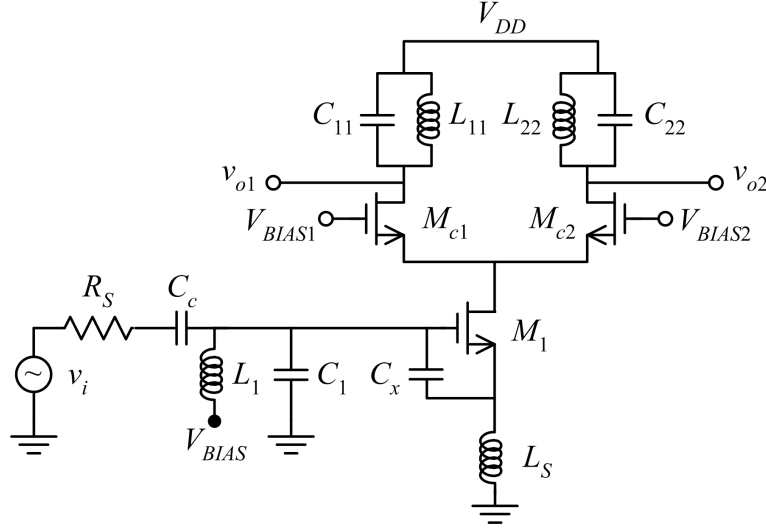 V_DD
C_11 L_11 L_22 C_22
v_o1 v_o2
V_BIAS1 M_c1 M_c2 V_BIAS2
R_S C_c
M_1
~ v_i L_1 C_1 C_x
V_BIAS
L_S